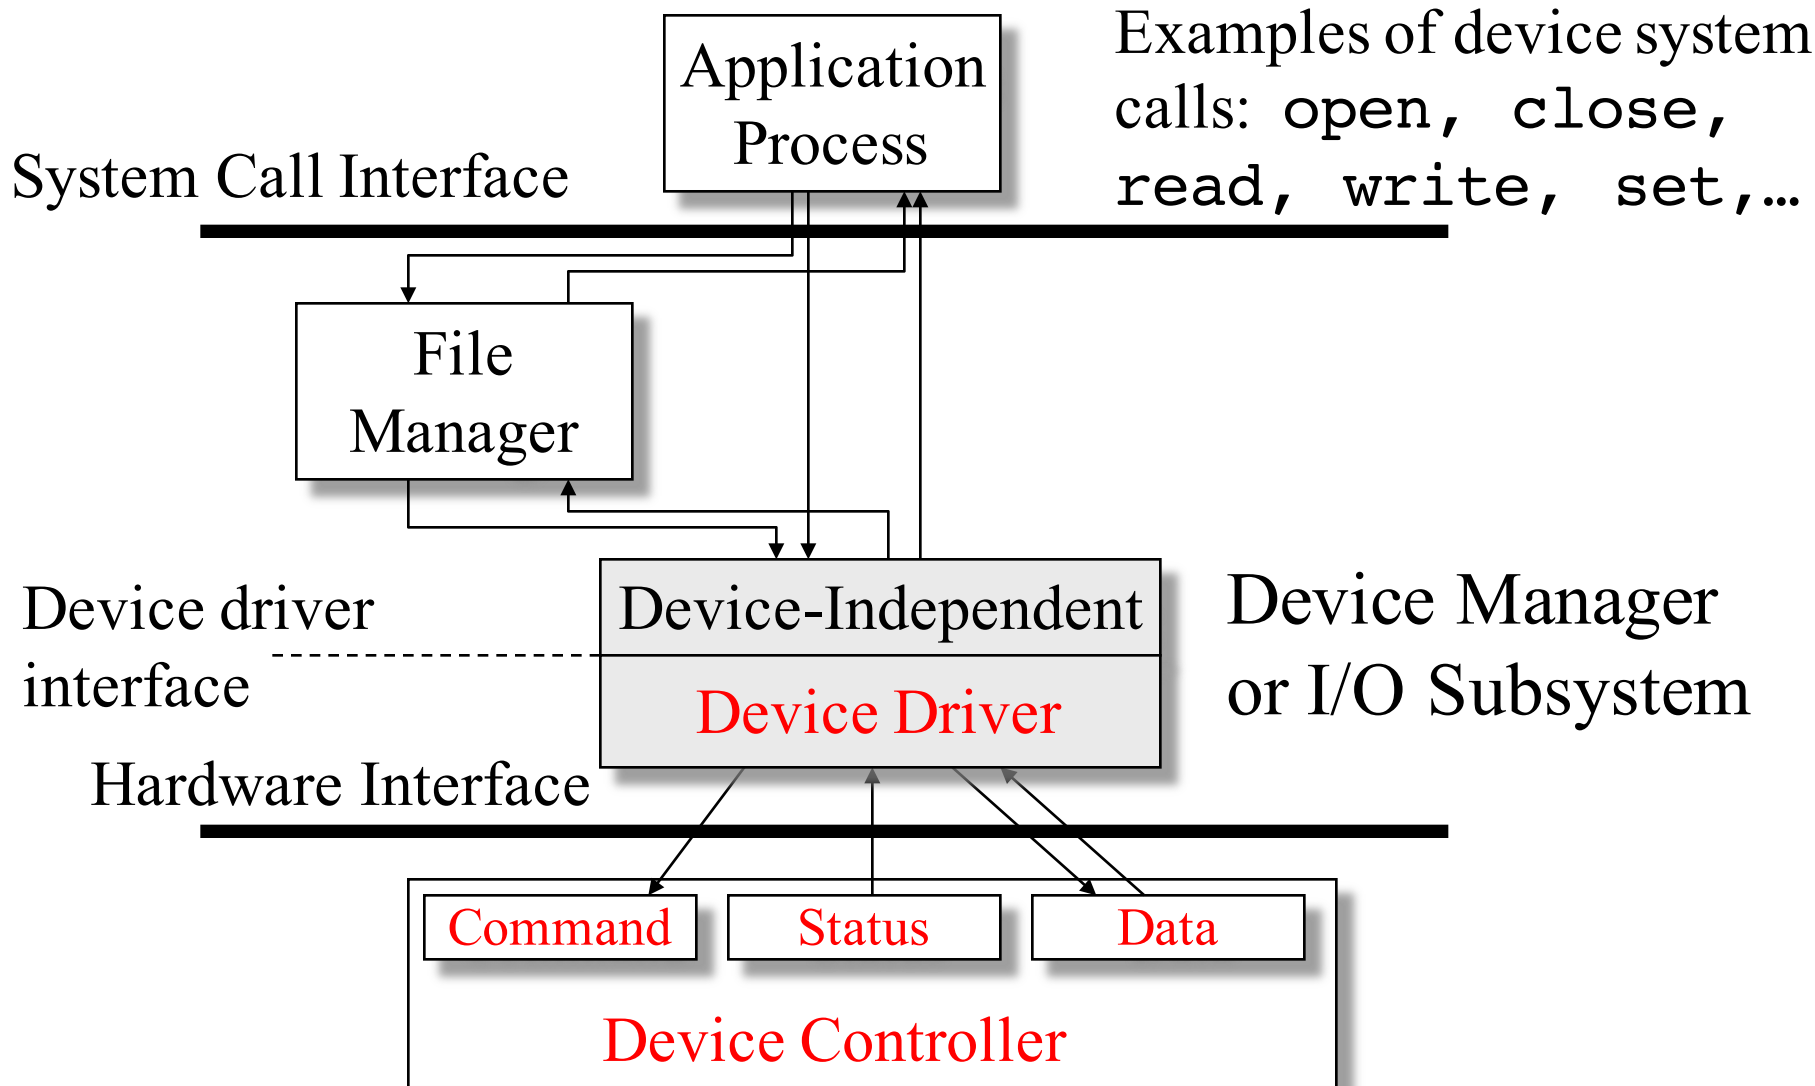 Application
Process
Examples of device system
calls: open, close,
read, write, set,…
System Call Interface
File
Manager
Device driver
interface
Device-Independent
Device Driver
Device Manager
or I/O Subsystem
Hardware Interface
Command
Status
Data
Device Controller